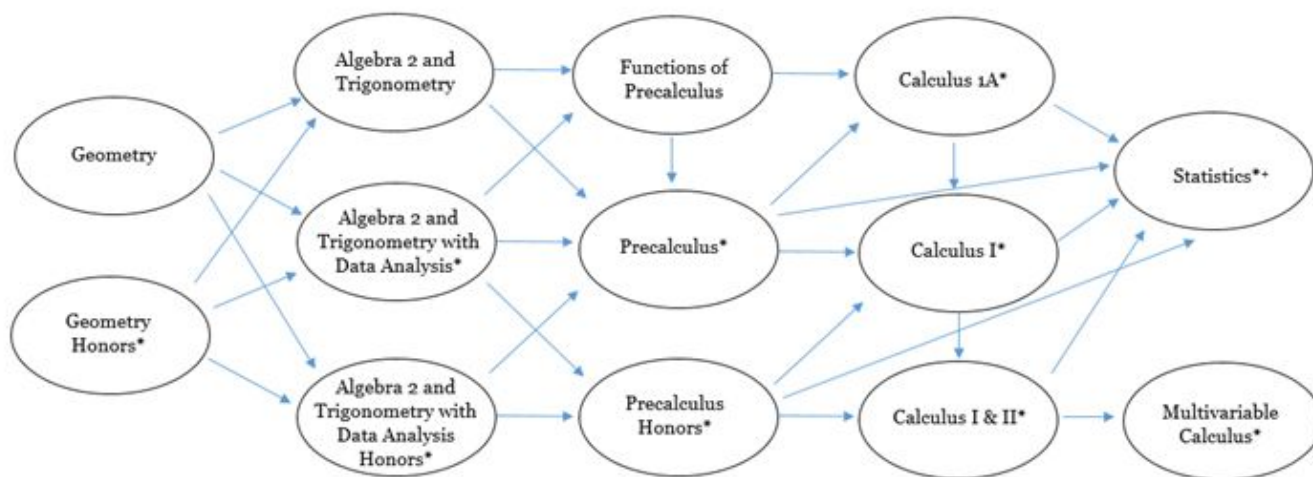 Algebra 2 and
Trigonometry
Functions of
Precalculus
Calculus 1A*
Geometry
Statistics*+
Algebra 2 and
Trigonometry with
Data Analysis*
Precalculus*
Calculus I*
Geometry
Honors*
Algebra 2 and
Trigonometry with
Data Analysis
Honors*
Precalculus
Honors*
Calculus I & II*
Multivariable
Calculus*